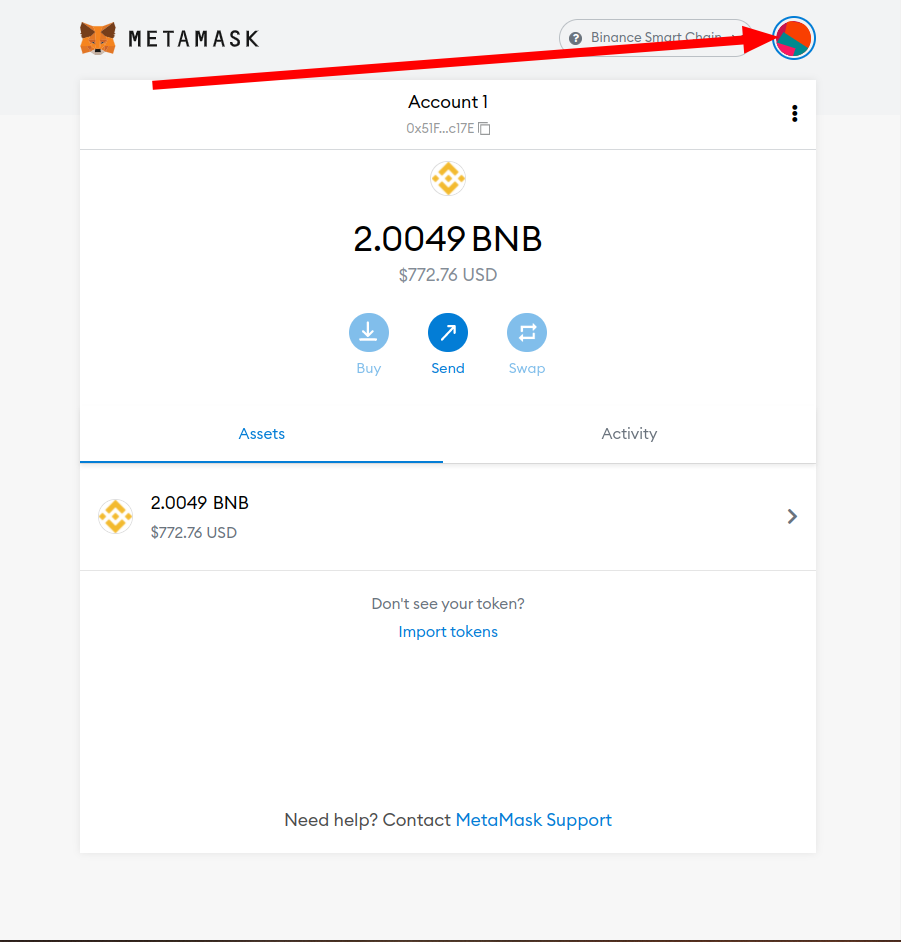 METAMASK
Binance Smart Chain
Account 1
0x51F...c17E
2.0049 BNB
$772.76 USD
Buy
Send
Swap
Assets
Activity
2.0049 BNB
$772.76 USD
Don't see your token?
Import tokens
Need help? Contact MetaMask Support